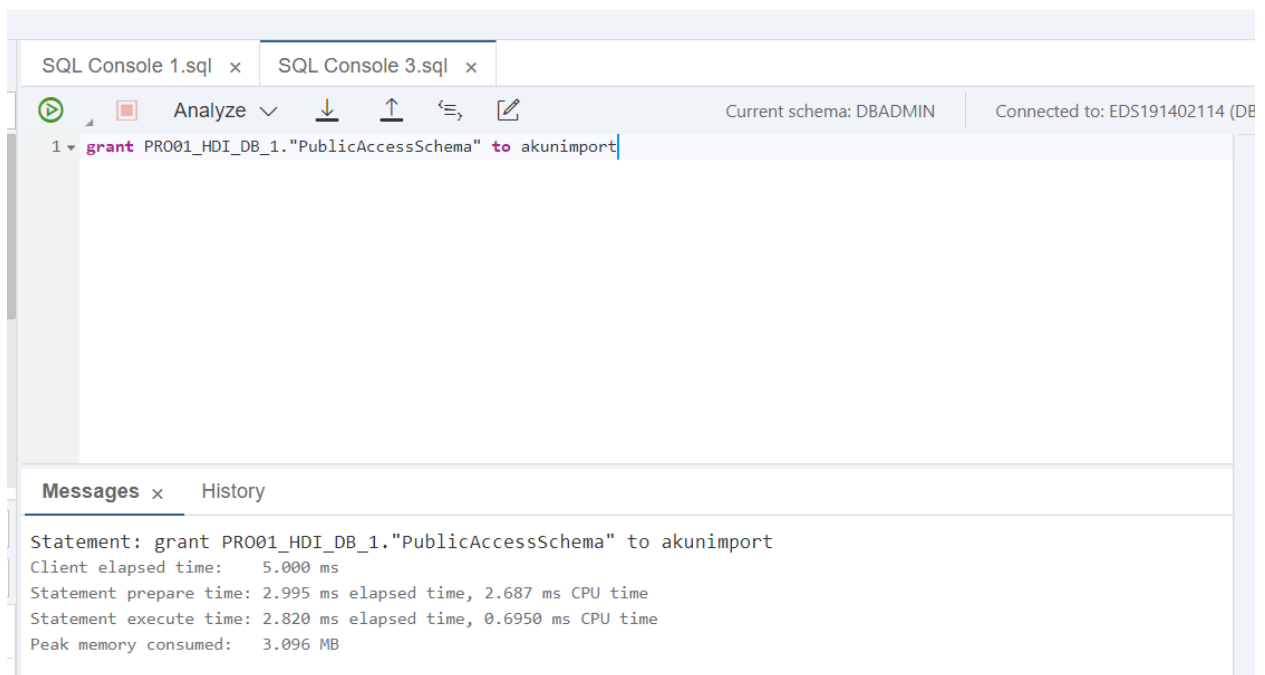 SQL Console 1.sql × SQL Console 3.sql ×
Analyze Current schema: DBADMIN Connected to: EDS191402114 (DB
1 grant PRO01_HDI_DB_1."PublicAccessSchema" to akunimport
Messages × History
Statement: grant PRO01_HDI_DB_1."PublicAccessSchema" to akunimport
Client elapsed time: 5.000 ms
Statement prepare time: 2.995 ms elapsed time, 2.687 ms CPU time
Statement execute time: 2.820 ms elapsed time, 0.6950 ms CPU time
Peak memory consumed: 3.096 MB